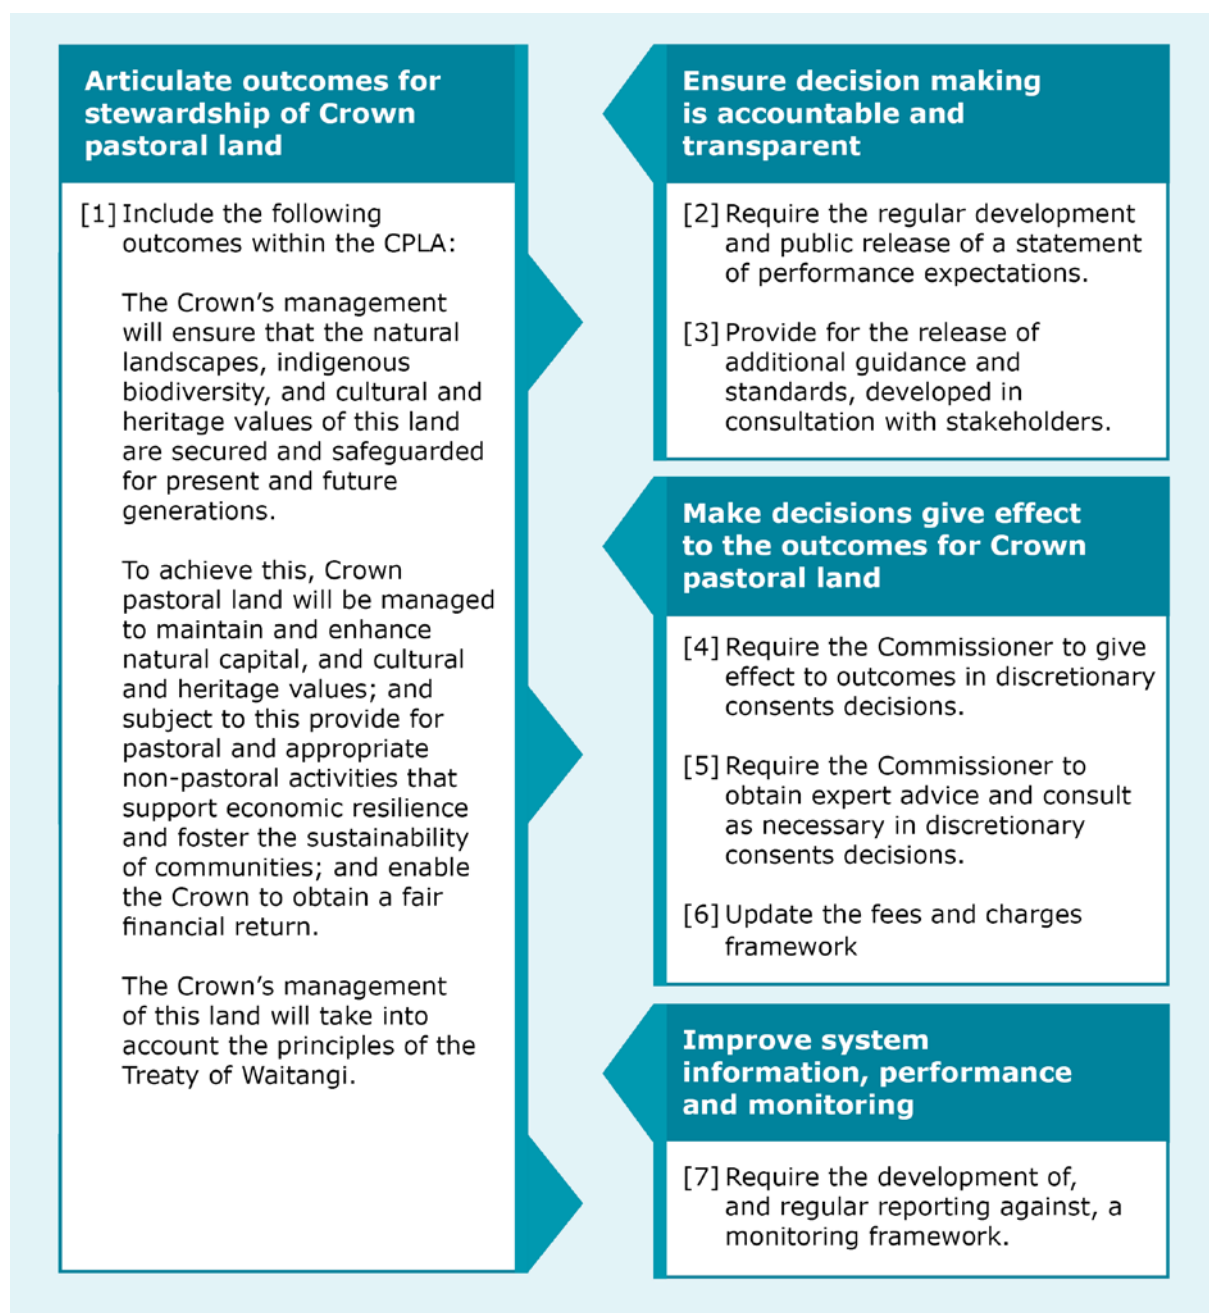 Articulate outcomes for
stewardship of Crown
pastoral land
[1] Include the following
outcomes within the CPLA:
The Crown’s management
will ensure that the natural
landscapes, indigenous
biodiversity, and cultural and
heritage values of this land
are secured and safeguarded
for present and future
generations.
To achieve this, Crown
pastoral land will be managed
to maintain and enhance
natural capital, and cultural
and heritage values; and
subject to this provide for
pastoral and appropriate
non-pastoral activities that
support economic resilience
and foster the sustainability
of communities; and enable
the Crown to obtain a fair
financial return.
The Crown’s management
of this land will take into
account the principles of the
Treaty of Waitangi.
Ensure decision making
is accountable and
transparent
[2] Require the regular development
and public release of a statement
of performance expectations.
[3] Provide for the release of
additional guidance and
standards, developed in
consultation with stakeholders.
Make decisions give effect
to the outcomes for Crown
pastoral land
[4] Require the Commissioner to give
effect to outcomes in discretionary
consents decisions.
[5] Require the Commissioner to
obtain expert advice and consult
as necessary in discretionary
consents decisions.
[6] Update the fees and charges
framework
Improve system
information, performance
and monitoring
[7] Require the development of,
and regular reporting against, a
monitoring framework.